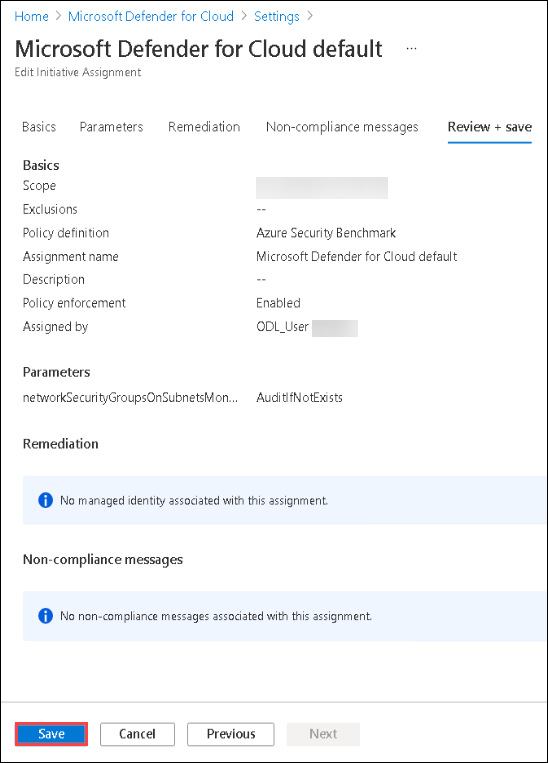 Home > Microsoft Defender for Cloud > Settings >
Microsoft Defender for Cloud default ...
Edit Initiative Assignment
Basics Parameters Remediation Non-compliance messages Review + save
Basics
Scope
Exclusions --
Policy definition Azure Security Benchmark
Assignment name Microsoft Defender for Cloud default
Description --
Policy enforcement Enabled
Assigned by ODL_User
Parameters
networkSecurityGroupsOnSubnetsMon... AuditIfNotExists
Remediation
No managed identity associated with this assignment.
Non-compliance messages
No non-compliance messages associated with this assignment.
Save Cancel Previous Next